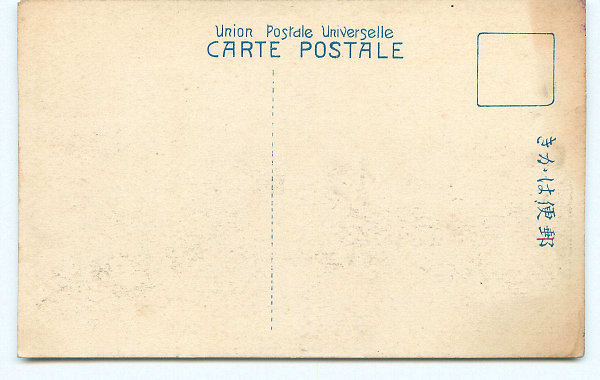 Union Postale Universelle
CARTE POSTALE
きがは便郵